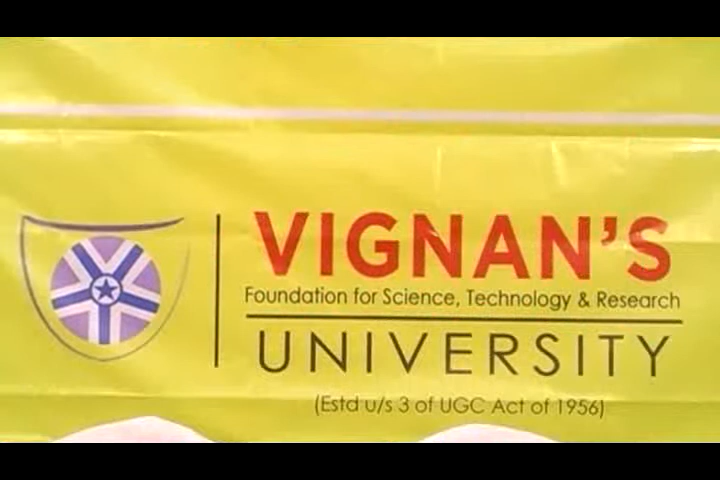 VIGNAN'S
Foundation for Science, Technology & Research
UNIVERSITY
(Estd u/s 3 of UGC Act of 1956)